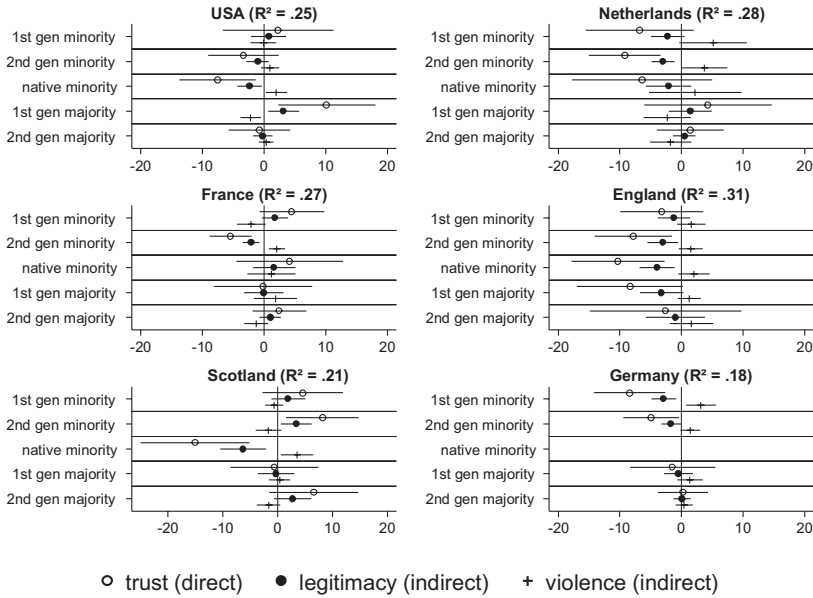 USA (R² = .25)
1st gen minority
2nd gen minority
native minority
1st gen majority
2nd gen majority
-20 -10 0 10 20
Netherlands (R² = .28)
1st gen minority
2nd gen minority
native minority
1st gen majority
2nd gen majority
-20 -10 0 10 20
France (R² = .27)
1st gen minority
2nd gen minority
native minority
1st gen majority
2nd gen majority
-20 -10 0 10 20
England (R² = .31)
1st gen minority
2nd gen minority
native minority
1st gen majority
2nd gen majority
-20 -10 0 10 20
Scotland (R² = .21)
1st gen minority
2nd gen minority
native minority
1st gen majority
2nd gen majority
-20 -10 0 10 20
Germany (R² = .18)
1st gen minority
2nd gen minority
native minority
1st gen majority
2nd gen majority
-20 -10 0 10 20
trust (direct) legitimacy (indirect) violence (indirect)